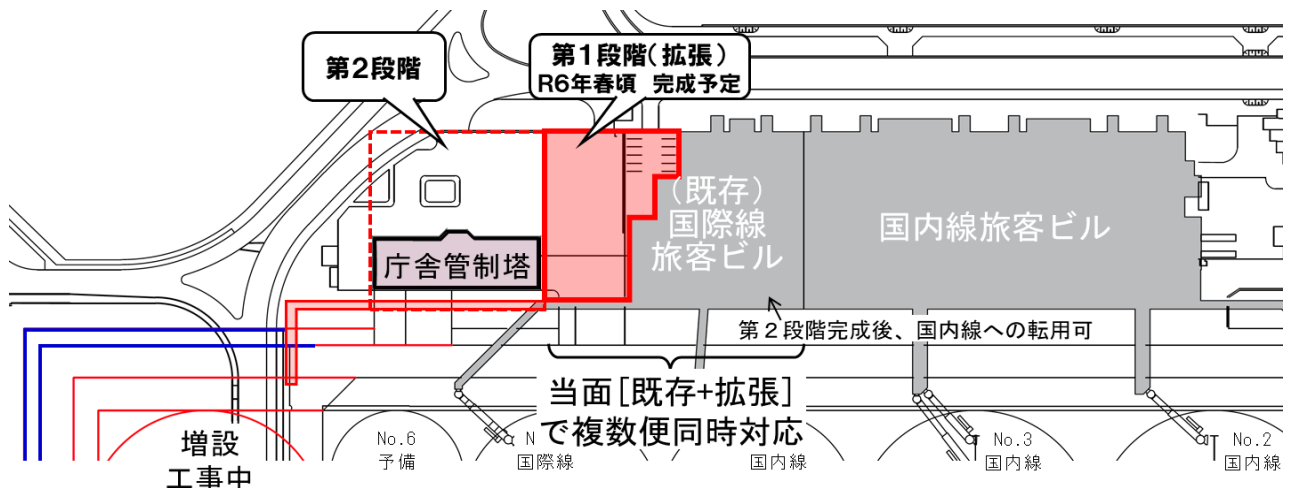 第2段階
第1段階(拡張)
R6年春頃 完成予定
(既存)
国際線
旅客ビル
国内線旅客ビル
庁舎管制塔
第2段階完成後、国内線への転用可
当面[既存+拡張]
で複数便同時対応
増設
工事中
No.6
予備
N
国際線
国内線
No.3
国内線
No.2
国内線